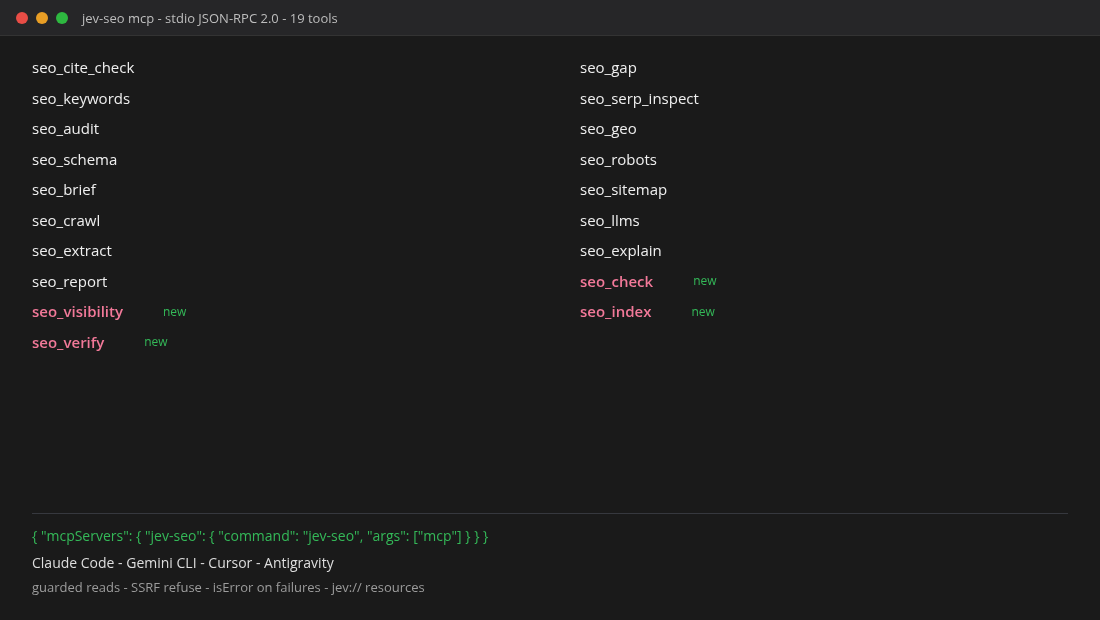 jev-seo mcp - stdio JSON-RPC 2.0 - 19 tools
seo_cite_check
seo_keywords
seo_audit
seo_schema
seo_brief
seo_crawl
seo_extract
seo_report
seo_visibility new
seo_verify new
seo_gap
seo_serp_inspect
seo_geo
seo_robots
seo_sitemap
seo_llms
seo_explain
seo_check new
seo_index new
{ "mcpServers": { "jev-seo": { "command": "jev-seo", "args": ["mcp"] } } }
Claude Code - Gemini CLI - Cursor - Antigravity
guarded reads - SSRF refuse - isError on failures - jev:// resources